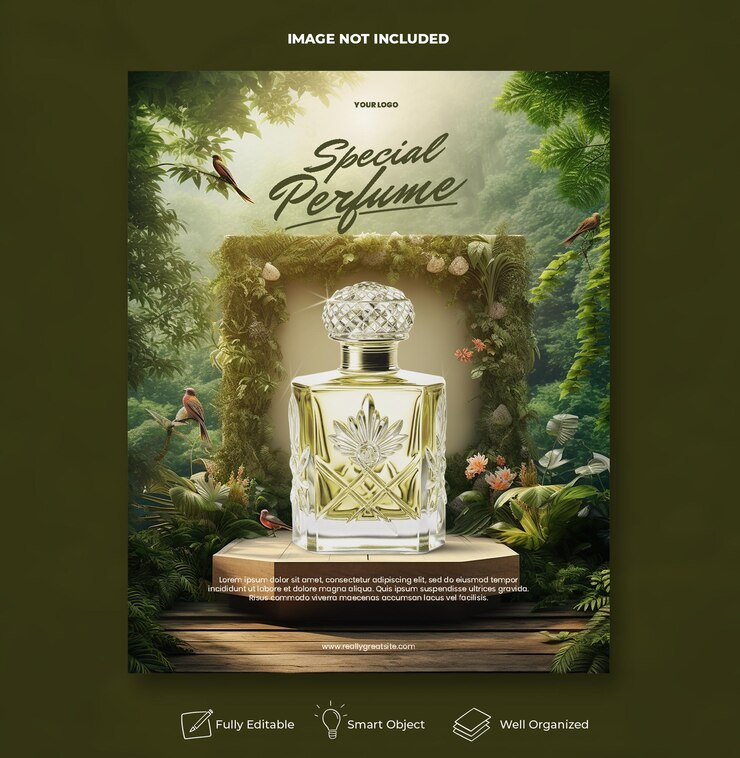 IMAGE NOT INCLUDED
YOUR LOGO
Special
Perfume
Lorem ipsum dolor sit amet, consectetur adipiscing elit, sed do eiusmod tempor
incididunt ut labore et dolore magna aliqua. Quis ipsum suspendisse ultrices gravida.
Risus commodo viverra maecenas accumsan lacus vel facilisis.
www.reallygreatsite.com
Fully Editable
Smart Object
Well Organized